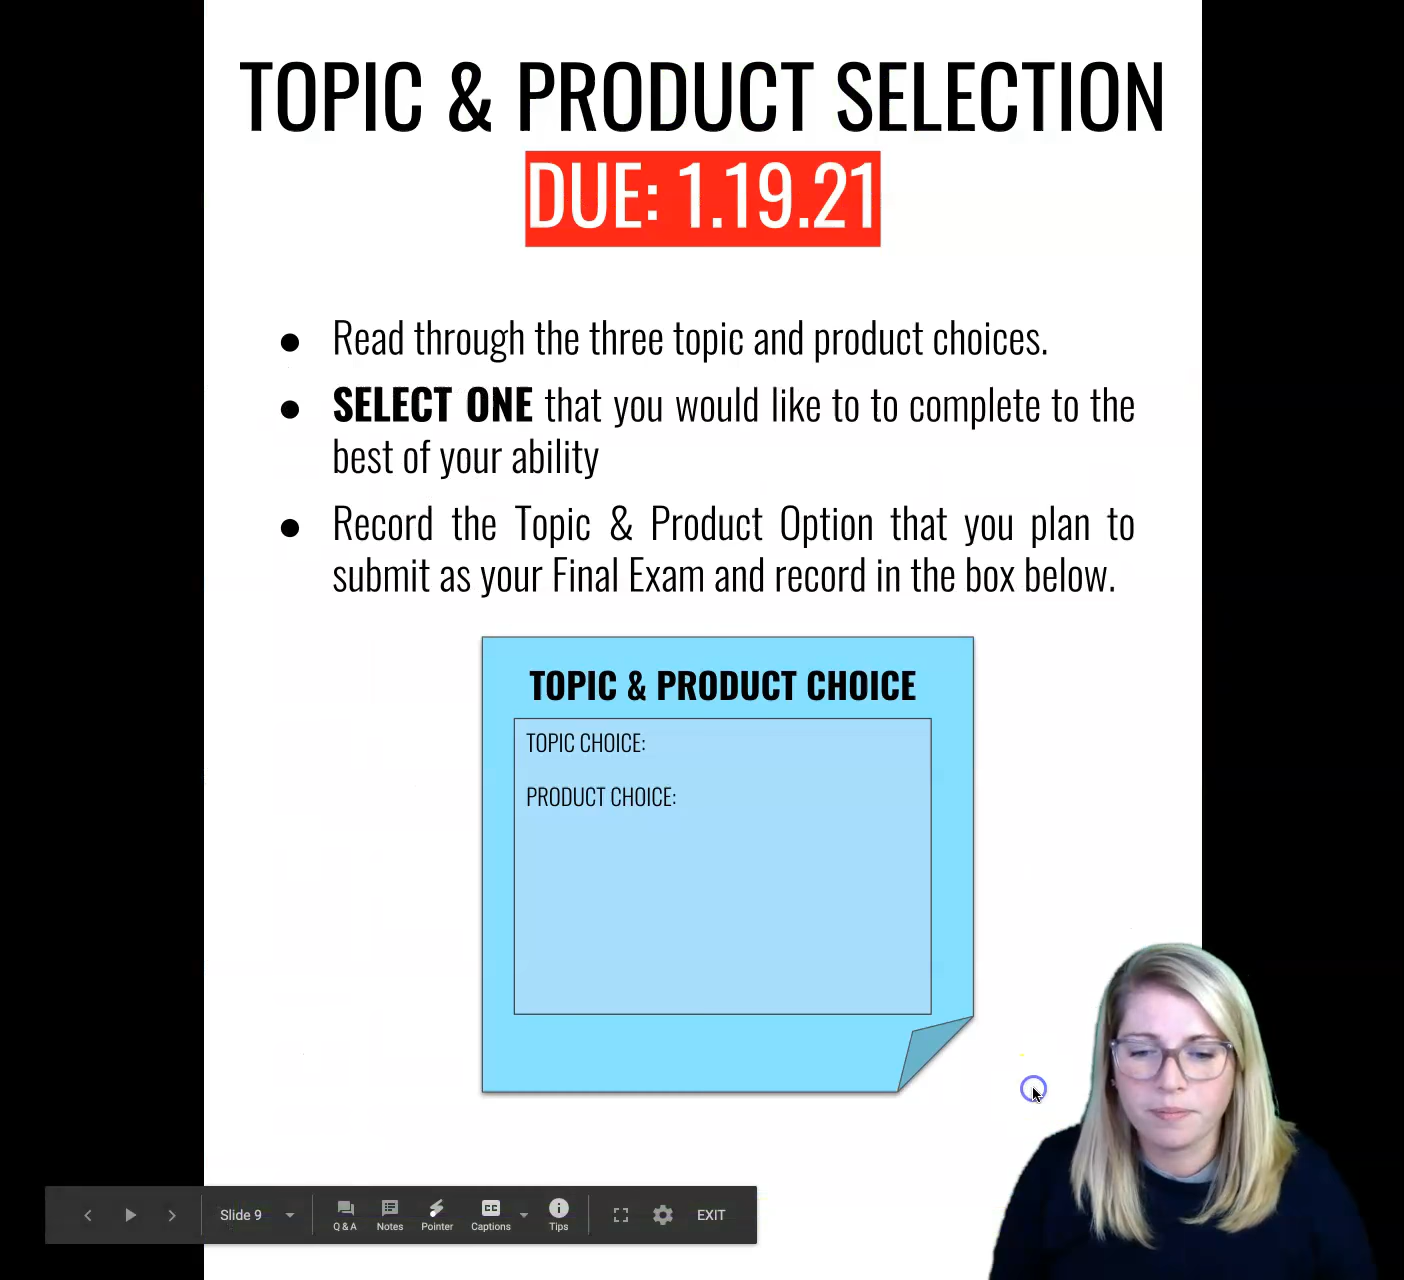 TOPIC & PRODUCT SELECTION
DUE: 1.19.21
● Read through the three topic and product choices.
● SELECT ONE that you would like to to complete to the
best of your ability
● Record the Topic & Product Option that you plan to
submit as your Final Exam and record in the box below.
TOPIC & PRODUCT CHOICE
TOPIC CHOICE:
PRODUCT CHOICE:
Slide 9
Q & A
Notes
Pointer
CC
Captions
Tips
EXIT